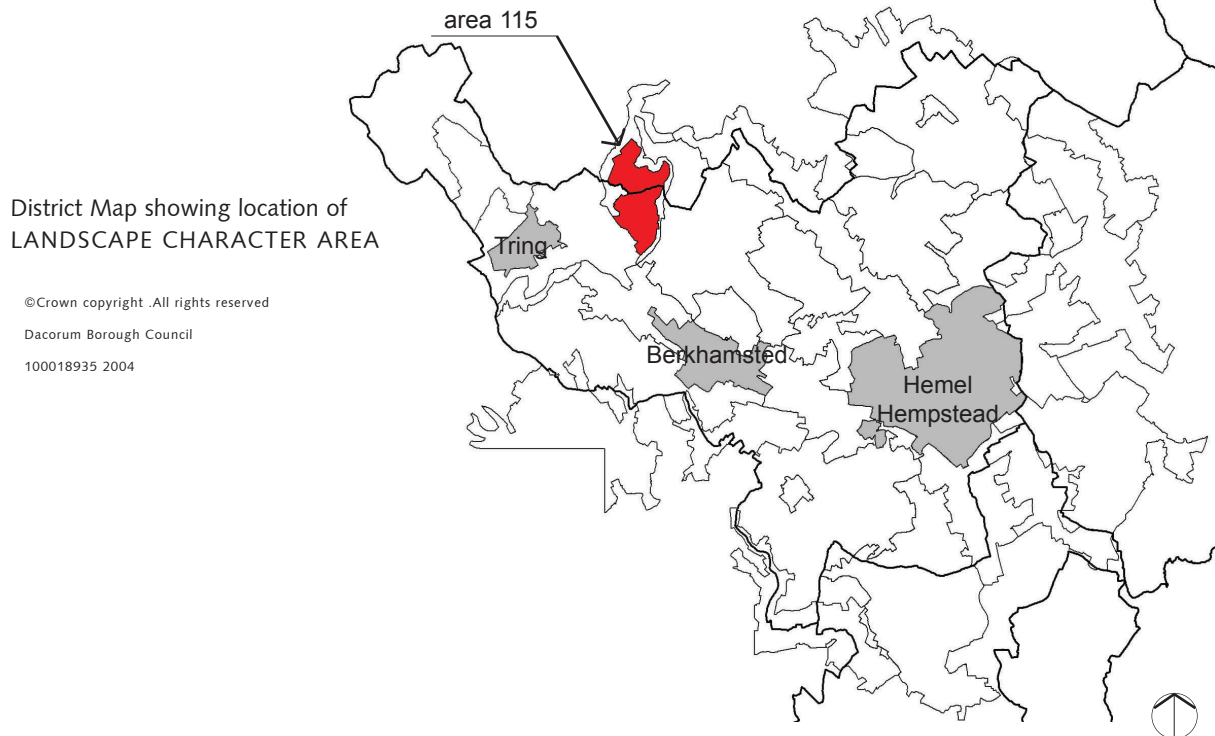 area 115
District Map showing location of
LANDSCAPE CHARACTER AREA
©Crown copyright .All rights reserved
Dacorum Borough Council
100018935 2004
Tring
Berkhamsted
Hemel
Hempstead